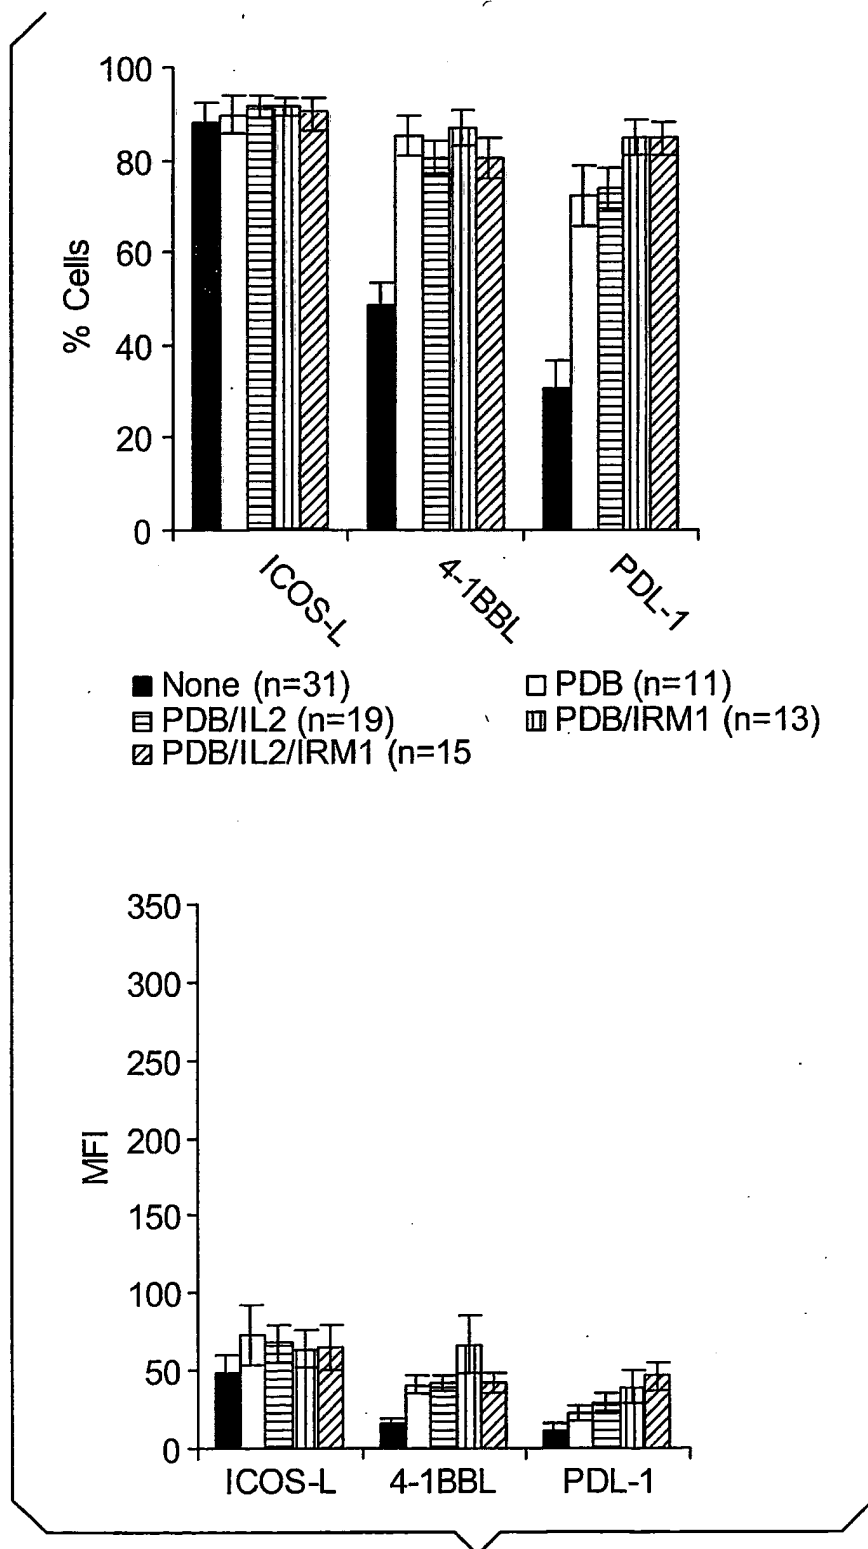 100
80
60
40
20
0
% Cells
ICOS-L 4-1BBL PDL-1
None (n=31) PDB (n=11)
PDB/IL2 (n=19) PDB/IRM1 (n=13)
PDB/IL2/IRM1 (n=15
350
300
250
200
150
100
50
0
MFI
ICOS-L 4-1BBL PDL-1